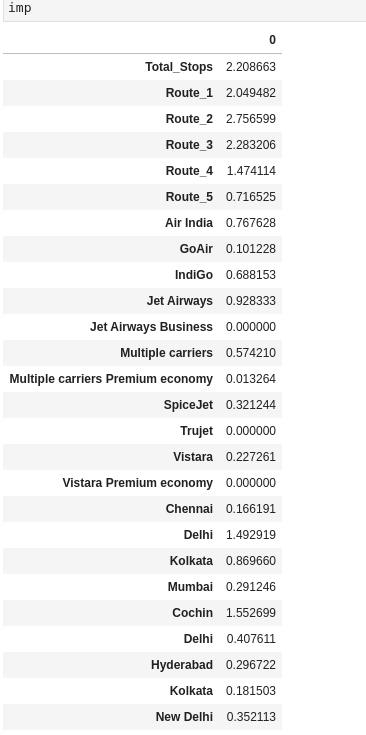 imp
0
Total_Stops 2.208663
Route_1 2.049482
Route_2 2.756599
Route_3 2.283206
Route_4 1.474114
Route_5 0.716525
Air India 0.767628
GoAir 0.101228
IndiGo 0.688153
Jet Airways 0.928333
Jet Airways Business 0.000000
Multiple carriers 0.574210
Multiple carriers Premium economy 0.013264
SpiceJet 0.321244
Trujet 0.000000
Vistara 0.227261
Vistara Premium economy 0.000000
Chennai 0.166191
Delhi 1.492919
Kolkata 0.869660
Mumbai 0.291246
Cochin 1.552699
Delhi 0.407611
Hyderabad 0.296722
Kolkata 0.181503
New Delhi 0.352113